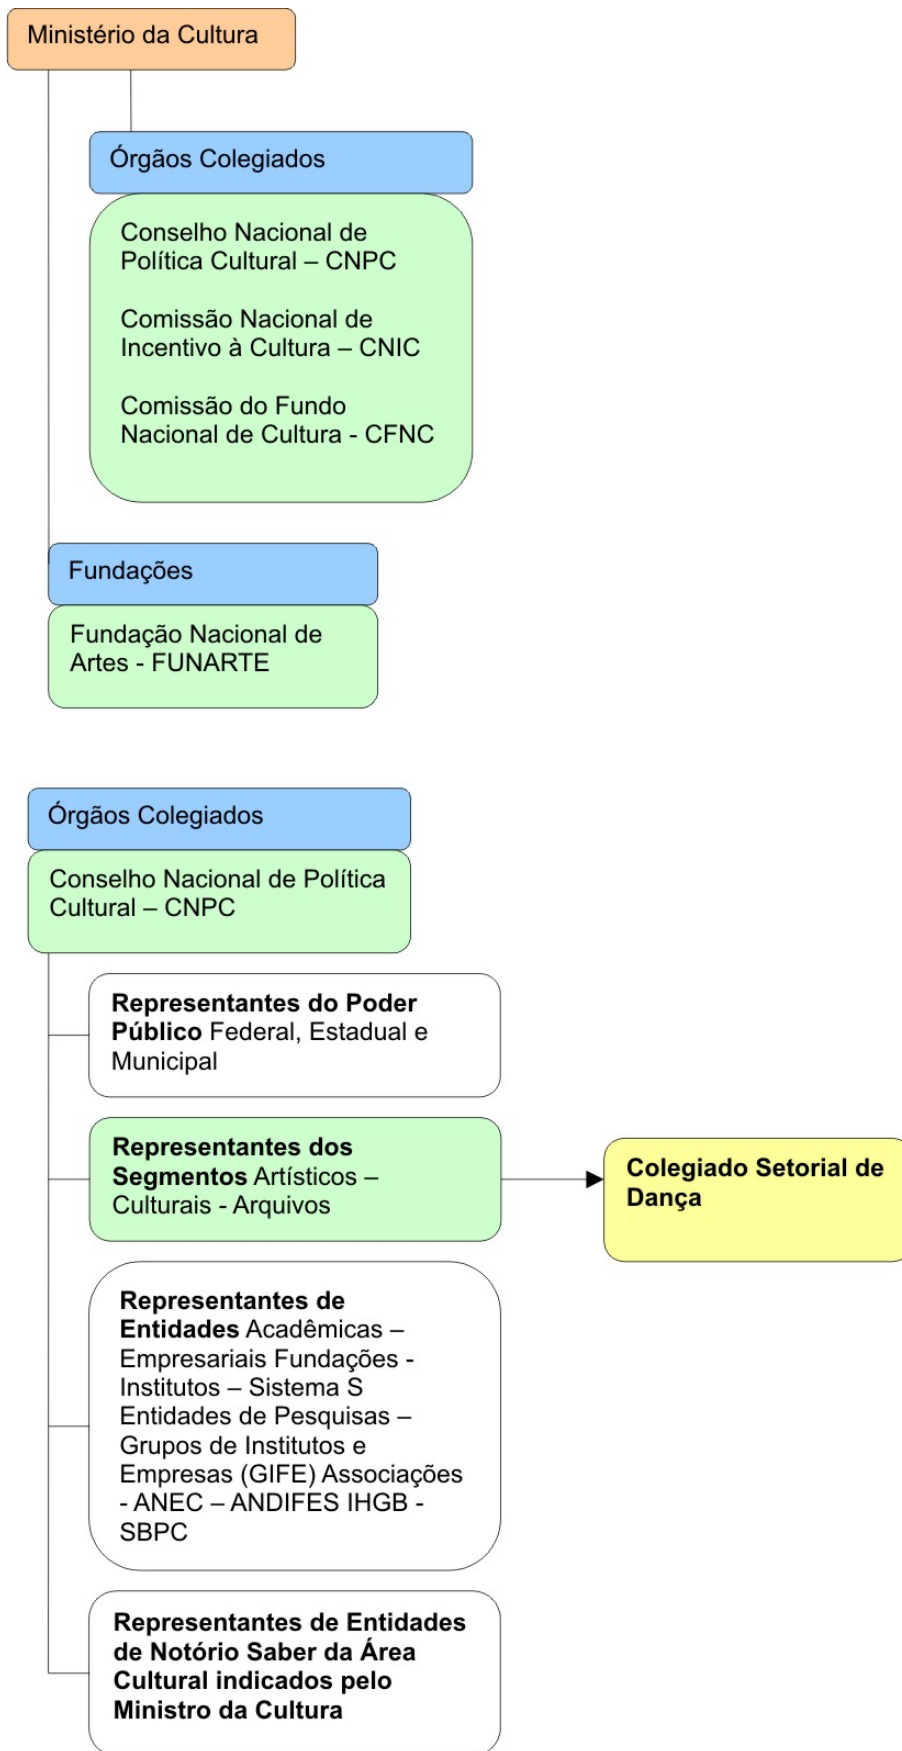 Ministério da Cultura
Órgãos Colegiados
Conselho Nacional de
Política Cultural – CNPC
Comissão Nacional de
Incentivo à Cultura – CNIC
Comissão do Fundo
Nacional de Cultura - CFNC
Fundações
Fundação Nacional de
Artes - FUNARTE
Órgãos Colegiados
Conselho Nacional de Política
Cultural – CNPC
Representantes do Poder
Público Federal, Estadual e
Municipal
Representantes dos
Segmentos Artísticos –
Culturais - Arquivos
Colegiado Setorial de
Dança
Representantes de
Entidades Acadêmicas –
Empresariais Fundações -
Institutos – Sistema S
Entidades de Pesquisas –
Grupos de Institutos e
Empresas (GIFE) Associações
- ANEC – ANDIFES IHGB -
SBPC
Representantes de Entidades
de Notório Saber da Área
Cultural indicados pelo
Ministro da Cultura